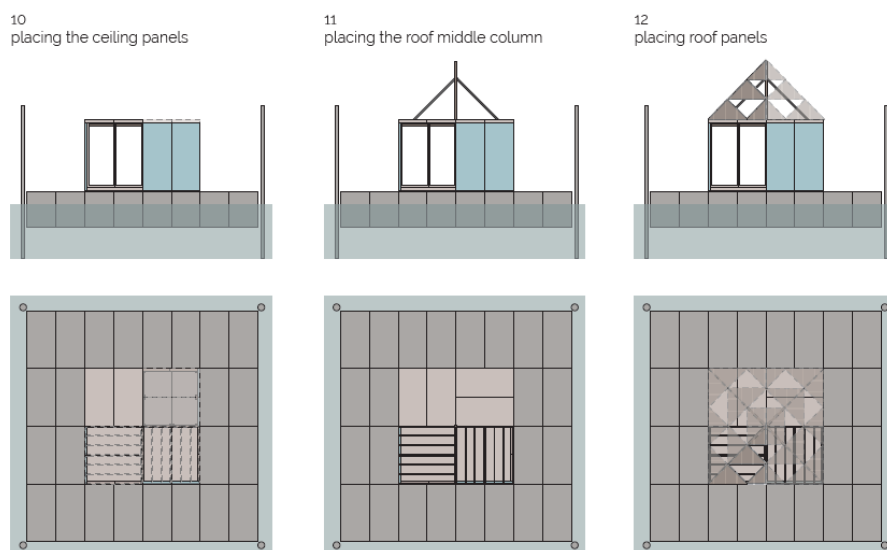 10
placing the ceiling panels
11
placing the roof middle column
12
placing roof panels